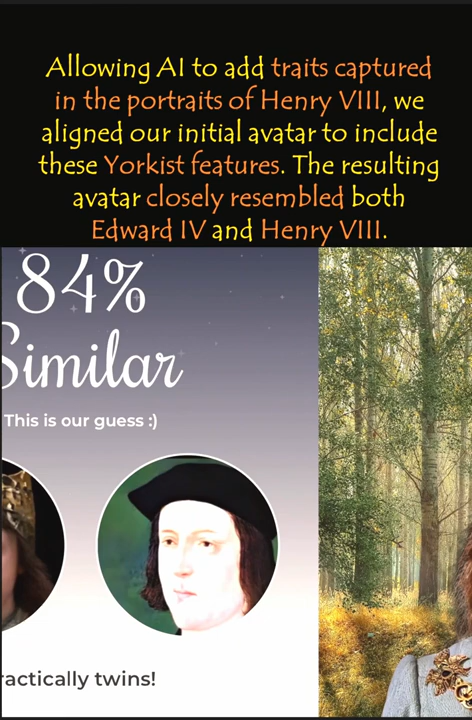 Allowing AI to add traits captured
in the portraits of Henry VIII, we
aligned our initial avatar to include
these Yorkist features. The resulting
avatar closely resembled both
Edward IV and Henry VIII.
84%
Similar
This is our guess :)
ractically twins!